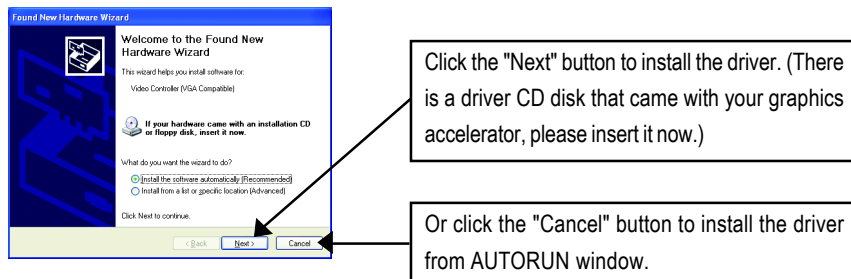 Found New Hardware Wizard
Welcome to the Found New
Hardware Wizard
This wizard helps you install software for:
Video Controller (VGA Compatible)
If your hardware came with an installation CD
or floppy disk, insert it now.
What do you want the wizard to do?
Install the software automatically (Recommended)
Install from a list or specific location (Advanced)
Click Next to continue.
< Back
Next >
Cancel
Click the "Next" button to install the driver. (There
is a driver CD disk that came with your graphics
accelerator, please insert it now.)
Or click the "Cancel" button to install the driver
from AUTORUN window.